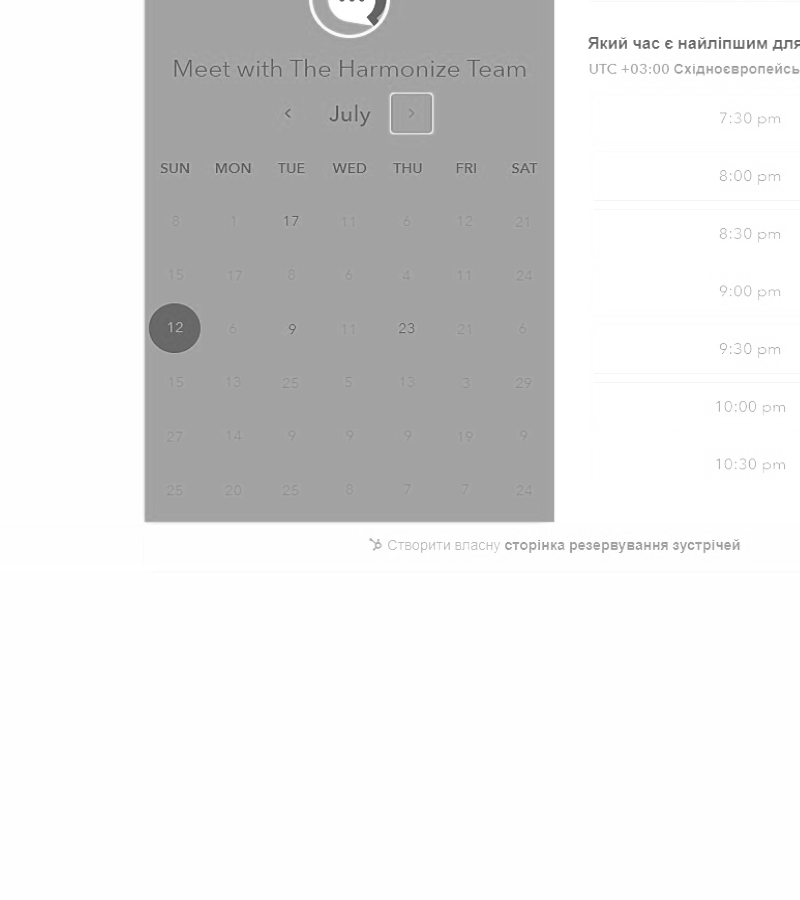 Meet with The Harmonize Team
July
SUN MON TUE WED THU FRI SAT
8 1 17 11 6 12 21
15 17 8 6 4 11 24
12 6 9 11 23 21 6
15 13 25 5 13 3 29
27 14 9 9 9 19 9
25 20 25 8 7 7 24
Який час є найліпшим для
UTC +03:00 Східноєвропейсь
7:30 pm
8:00 pm
8:30 pm
9:00 pm
9:30 pm
10:00 pm
10:30 pm
Створити власну сторінка резервування зустрічей